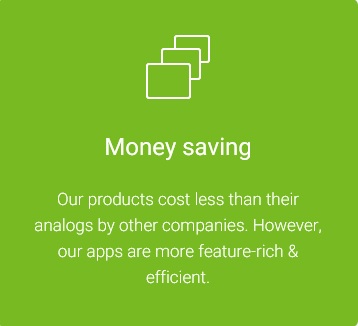 Money saving
Our products cost less than their
analogs by other companies. However,
our apps are more feature-rich &
efficient.